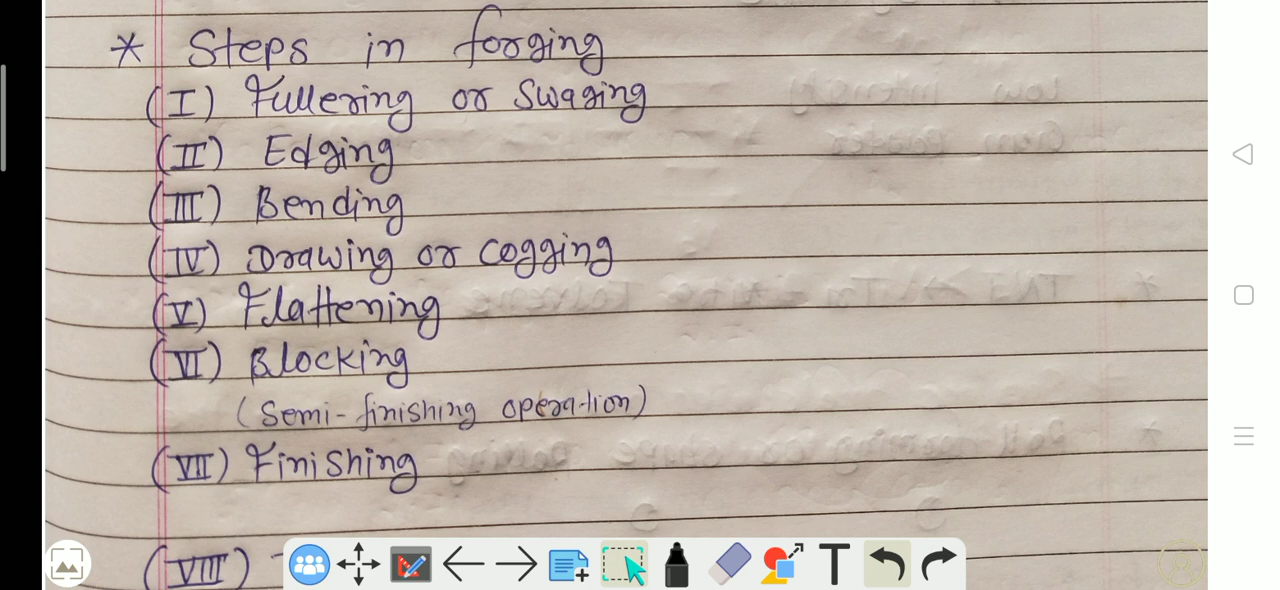 * Steps in forging
(I) Fullering or Swaging
(II) Edging
(III) Bending
(IV) Drawing or Cogging
(V) Flattening
(VI) Blocking
(Semi-finishing operation)
(VII) Finishing
(VIII)
T